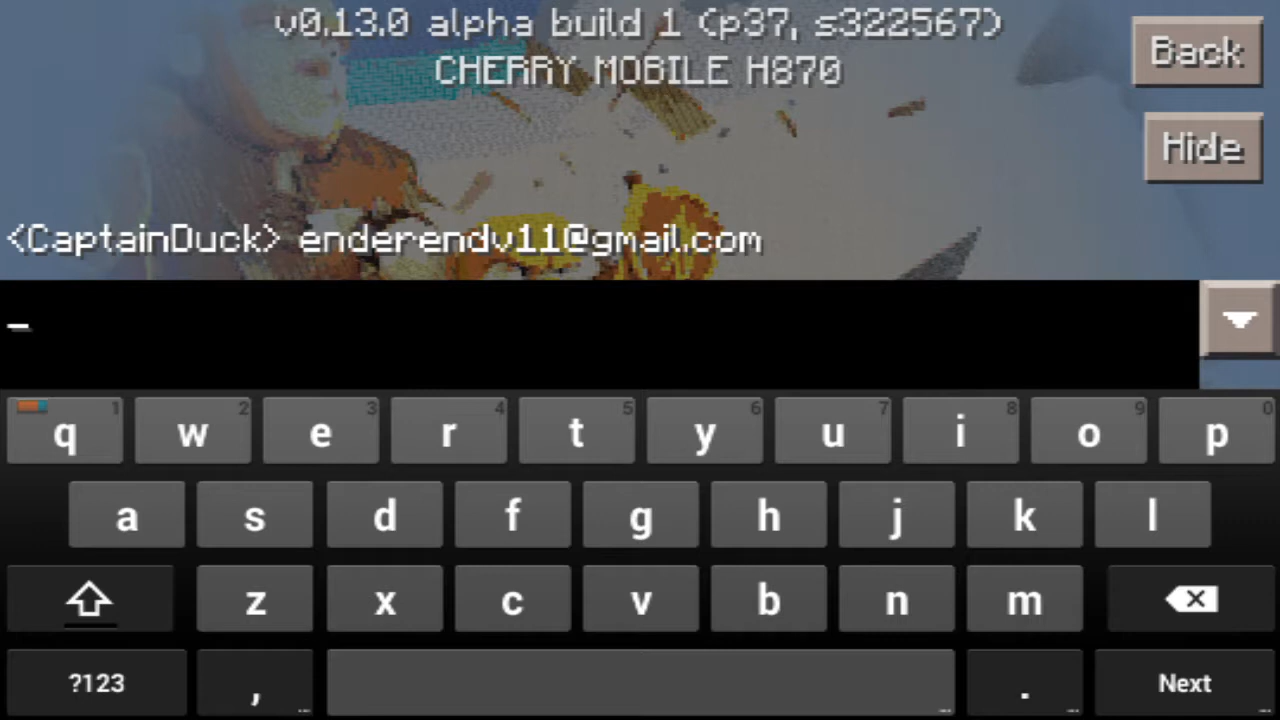 v0.13.0 alpha build 1 (p37, s322567)
CHERRY MOBILE H870
Back
Hide
<CaptainDuck> enderendv11@gmail.com
_
1 2 3 4 5 6 7 8 9 0
q w e r t y u i o p
a s d f g h j k l
z x c v b n m
?123 , . Next